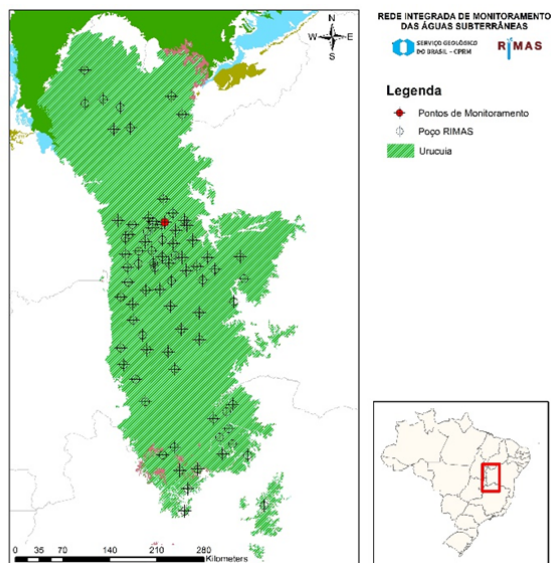 REDE INTEGRADA DE MONITORAMENTO
DAS ÁGUAS SUBTERRÂNEAS
SERVIÇO GEOLÓGICO
DO BRASIL – CPRM
RIMAS
N
W E
S
Legenda
Pontos de Monitoramento
Poço RIMAS
Urucuia
0 35 70 140 210 280
Kilometers